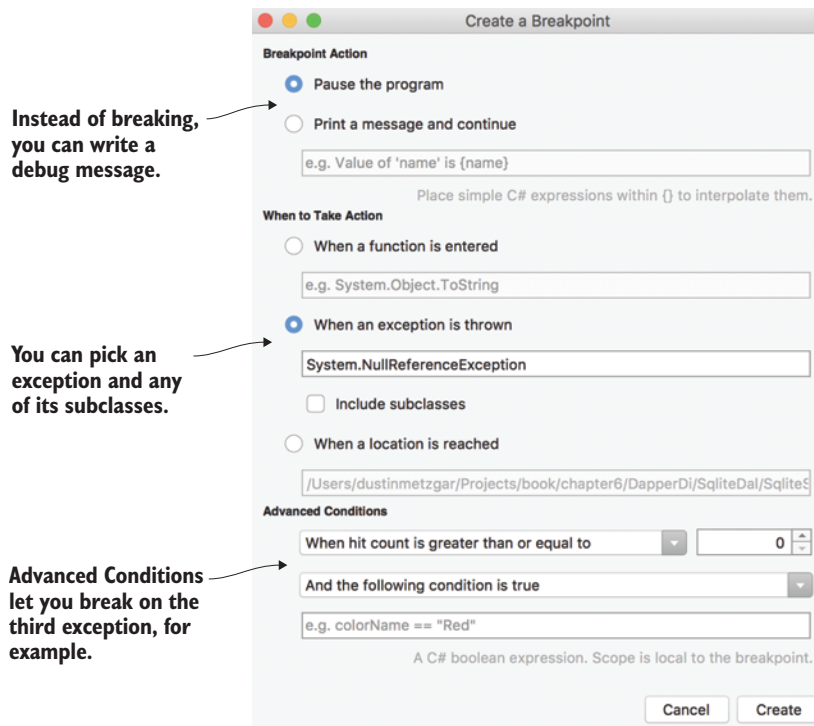 Create a Breakpoint
Breakpoint Action
Pause the program
Instead of breaking,
you can write a
debug message.
Print a message and continue
e.g. Value of 'name' is {name}
Place simple C# expressions within {} to interpolate them.
When to Take Action
When a function is entered
e.g. System.Object.ToString
When an exception is thrown
You can pick an
exception and any
of its subclasses.
System.NullReferenceException
Include subclasses
When a location is reached
/Users/dustinmetzgar/Projects/book/chapter6/DapperDi/SqliteDal/SqliteS
Advanced Conditions
When hit count is greater than or equal to 0
Advanced Conditions
let you break on the
third exception, for
example.
And the following condition is true
e.g. colorName == "Red"
A C# boolean expression. Scope is local to the breakpoint.
Cancel Create